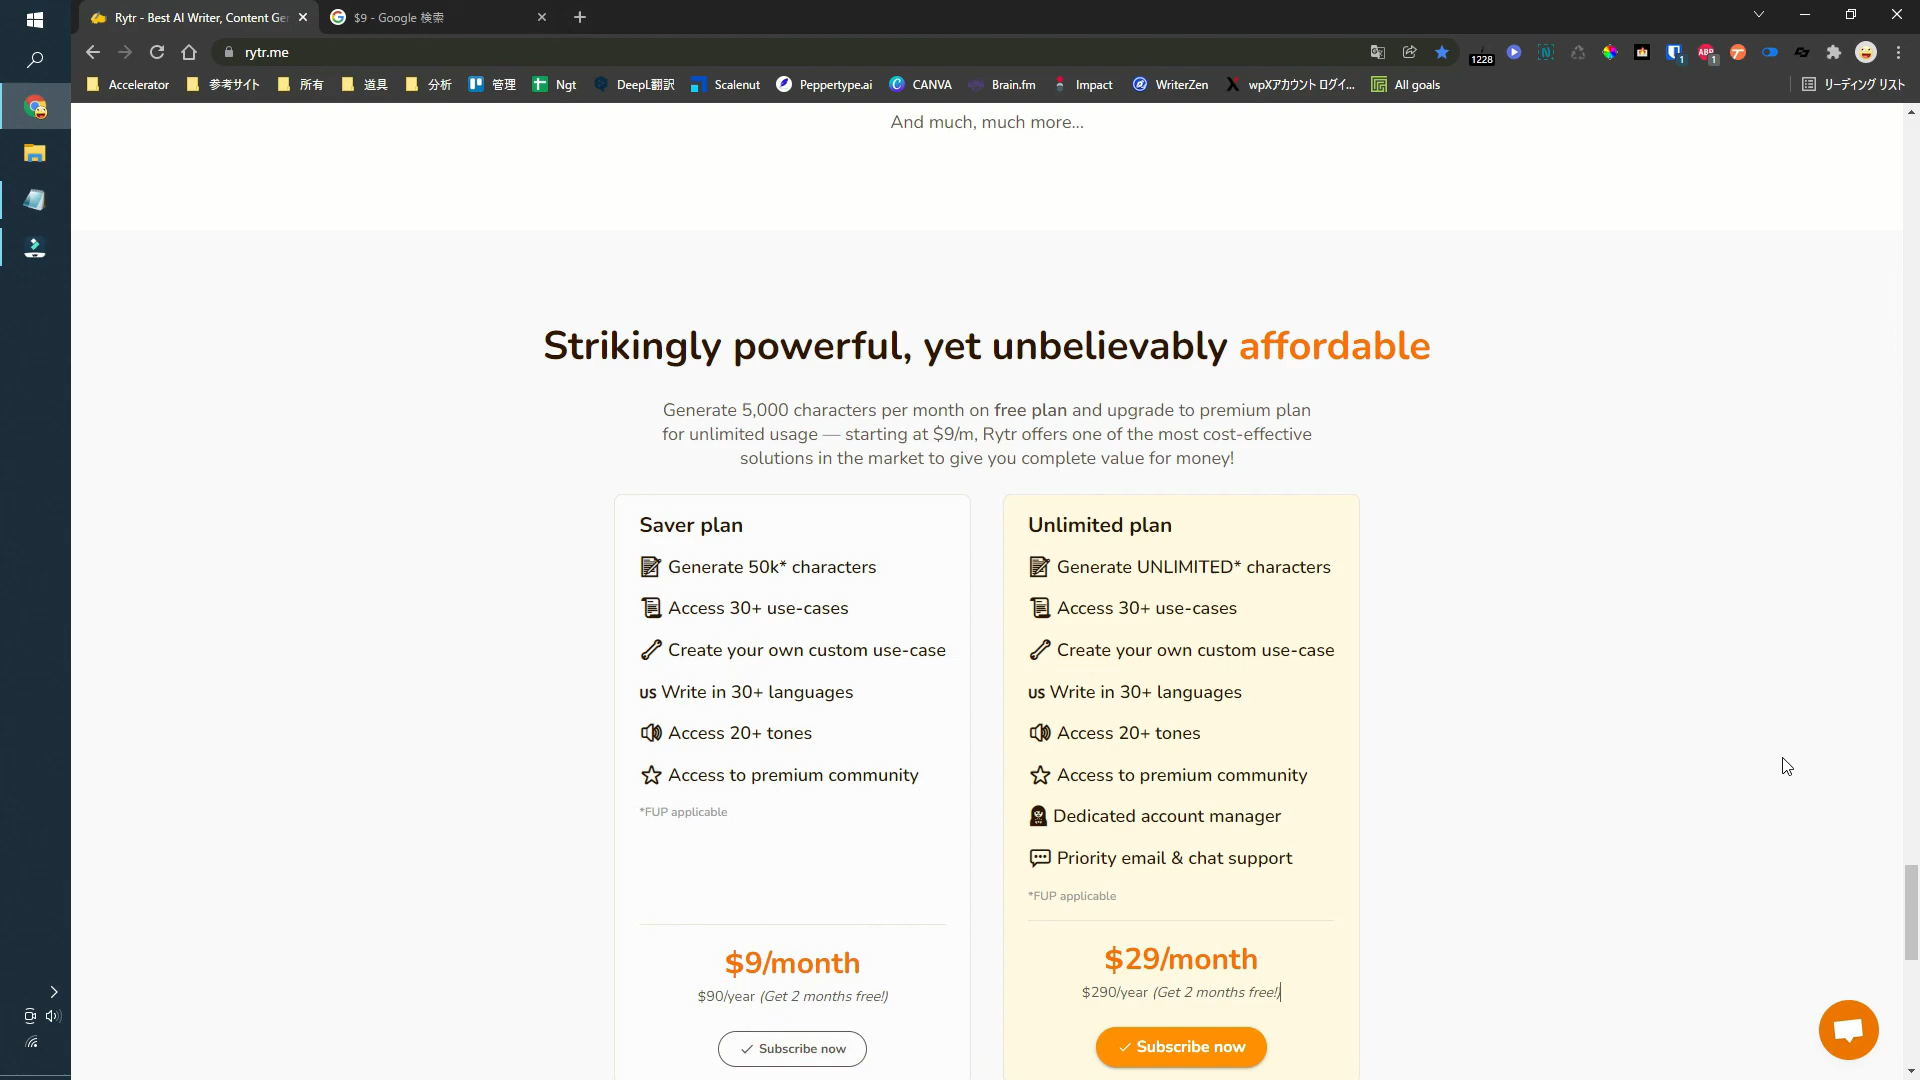 Rytr - Best AI Writer, Content Ge
$9 - Google 検索
rytr.me
1228
1
ABP
1
Accelerator
参考サイト
所有
道具
分析
管理
Ngt
DeepL翻訳
Scalenut
Peppertype.ai
CANVA
Brain.fm
Impact
WriterZen
wpXアカウント ログイ...
All goals
リーディング リスト
And much, much more...
Strikingly powerful, yet unbelievably affordable
Generate 5,000 characters per month on free plan and upgrade to premium plan
for unlimited usage — starting at $9/m, Rytr offers one of the most cost-effective
solutions in the market to give you complete value for money!
Saver plan
Generate 50k* characters
Access 30+ use-cases
Create your own custom use-case
US Write in 30+ languages
Access 20+ tones
Access to premium community
*FUP applicable
$9/month
$90/year (Get 2 months free!)
Subscribe now
Unlimited plan
Generate UNLIMITED* characters
Access 30+ use-cases
Create your own custom use-case
US Write in 30+ languages
Access 20+ tones
Access to premium community
Dedicated account manager
Priority email & chat support
*FUP applicable
$29/month
$290/year (Get 2 months free!)
Subscribe now